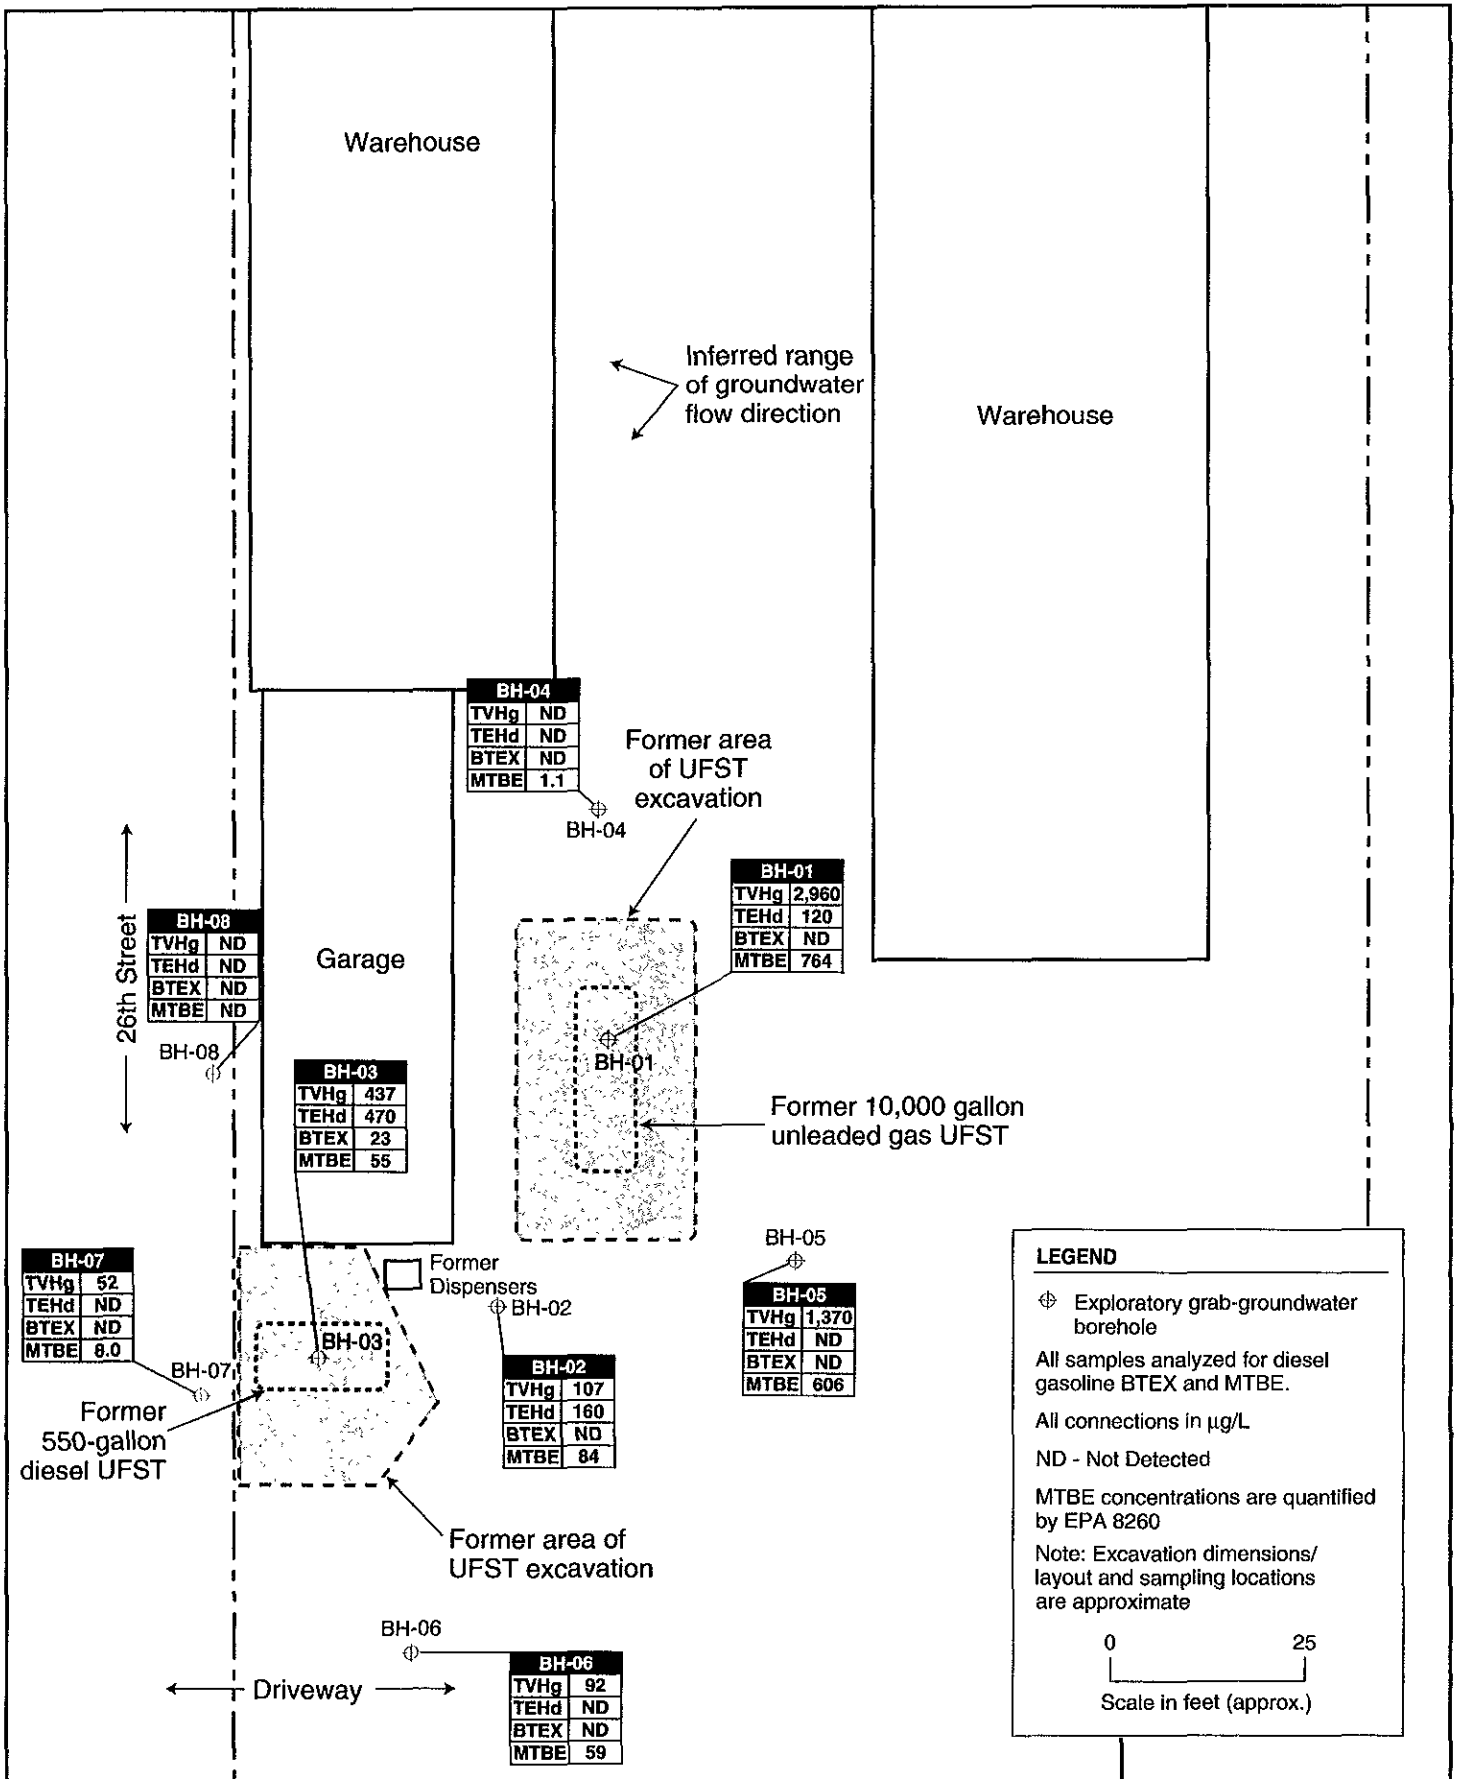 Warehouse
Inferred range
of groundwater
flow direction
Warehouse
BH-04
TVHg ND
TEHd ND
BTEX ND
MTBE 1.1
BH-04
Former area
of UFST
excavation
BH-01
TVHg 2,960
TEHd 120
BTEX ND
MTBE 764
BH-01
BH-08
TVHg ND
TEHd ND
BTEX ND
MTBE ND
BH-08
26th Street
Garage
BH-03
TVHg 437
TEHd 470
BTEX 23
MTBE 55
BH-03
Former 10,000 gallon
unleaded gas UFST
BH-07
TVHg 52
TEHd ND
BTEX ND
MTBE 8.0
BH-07
Former
550-gallon
diesel UFST
Former
Dispensers
BH-02
BH-02
TVHg 107
TEHd 160
BTEX ND
MTBE 84
BH-05
BH-05
TVHg 1,370
TEHd ND
BTEX ND
MTBE 606
Former area of
UFST excavation
BH-06
BH-06
TVHg 92
TEHd ND
BTEX ND
MTBE 59
Driveway
LEGEND
Exploratory grab-groundwater
borehole
All samples analyzed for diesel
gasoline BTEX and MTBE.
All connections in µg/L
ND - Not Detected
MTBE concentrations are quantified
by EPA 8260
Note: Excavation dimensions/
layout and sampling locations
are approximate
0 25
Scale in feet (approx.)